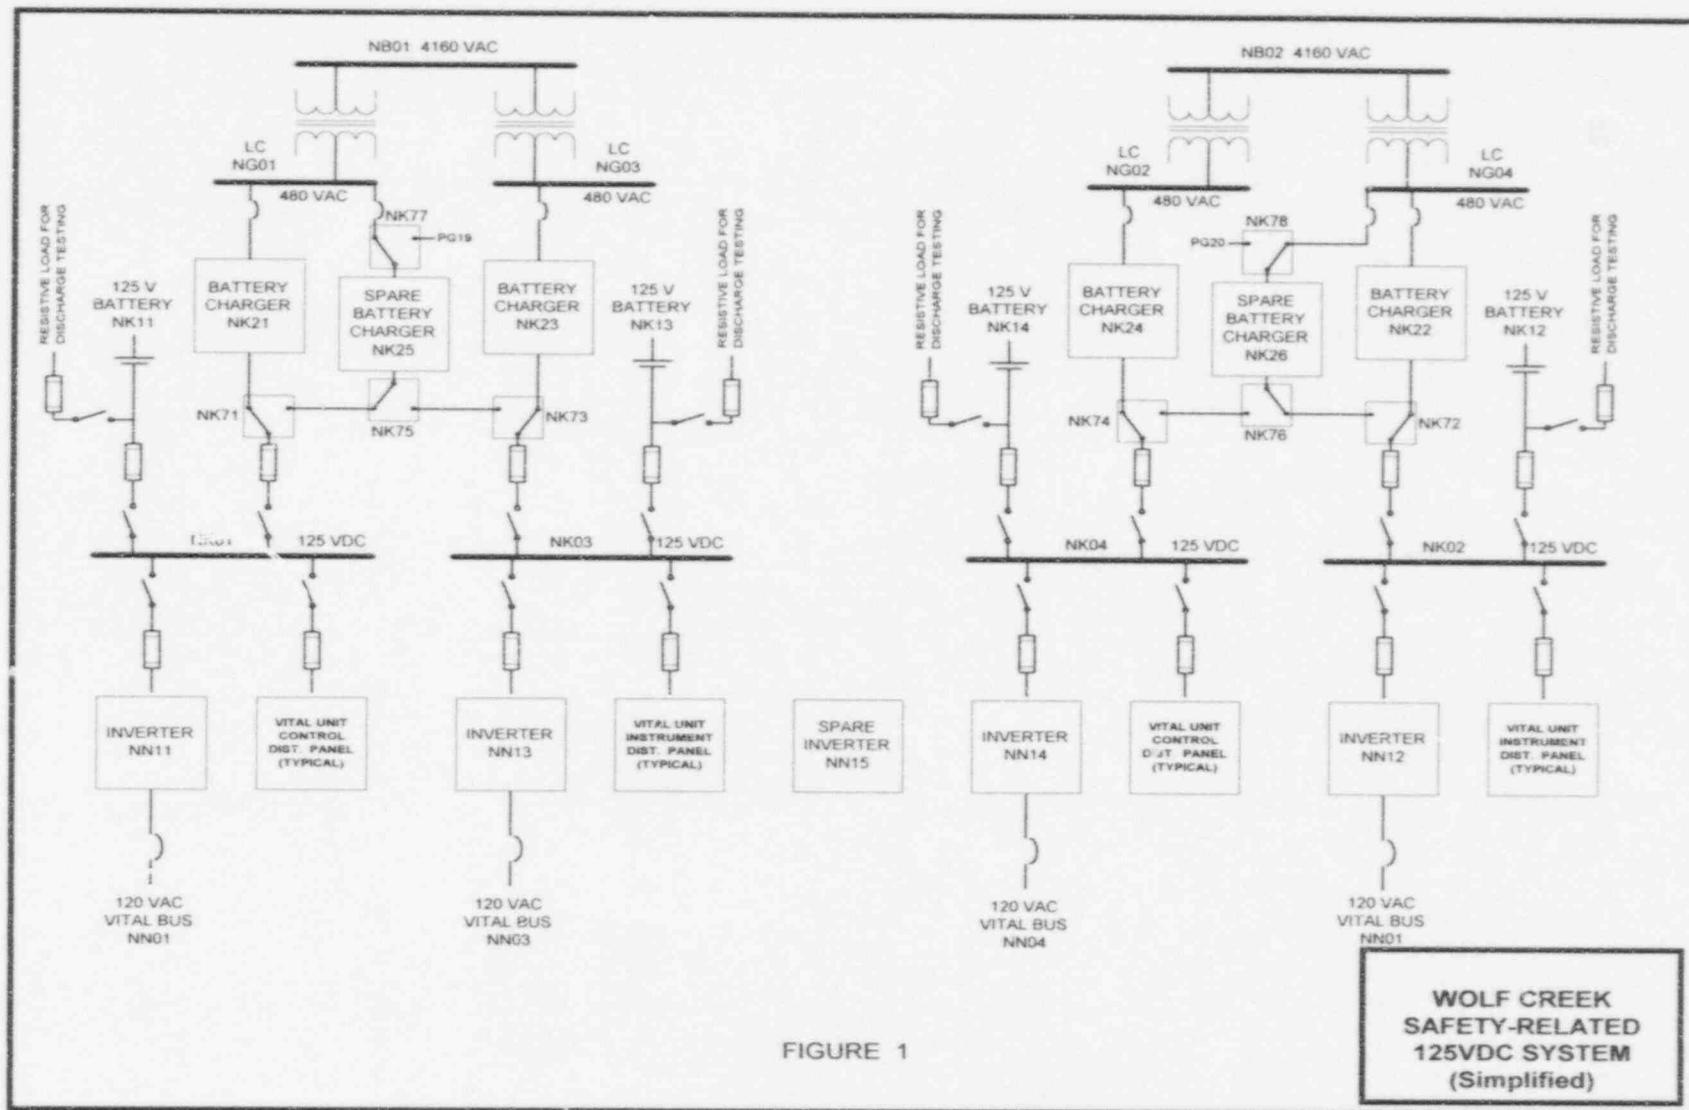 NB01 4160 VAC
LC
NG01
480 VAC
LC
NG03
480 VAC
NK77
PG19
RESISTIVE LOAD FOR
DISCHARGE TESTING
125 V
BATTERY
NK11
BATTERY
CHARGER
NK21
SPARE
BATTERY
CHARGER
NK25
BATTERY
CHARGER
NK23
125 V
BATTERY
NK13
RESISTIVE LOAD FOR
DISCHARGE TESTING
NK71
NK75
NK73
125 VDC
NK03
125 VDC
INVERTER
NN11
VITAL UNIT
CONTROL
DIST. PANEL
(TYPICAL)
INVERTER
NN13
VITAL UNIT
INSTRUMENT
DIST. PANEL
(TYPICAL)
120 VAC
VITAL BUS
NN01
120 VAC
VITAL BUS
NN03
SPARE
INVERTER
NN15
NB02 4160 VAC
LC
NG02
480 VAC
LC
NG04
480 VAC
NK78
PG20
RESISTIVE LOAD FOR
DISCHARGE TESTING
125 V
BATTERY
NK14
BATTERY
CHARGER
NK24
SPARE
BATTERY
CHARGER
NK26
BATTERY
CHARGER
NK22
125 V
BATTERY
NK12
RESISTIVE LOAD FOR
DISCHARGE TESTING
NK74
NK76
NK72
NK04
125 VDC
NK02
125 VDC
INVERTER
NN14
VITAL UNIT
CONTROL
PANEL
(TYPICAL)
INVERTER
NN12
VITAL UNIT
INSTRUMENT
DIST. PANEL
(TYPICAL)
120 VAC
VITAL BUS
NN04
120 VAC
VITAL BUS
NN01
FIGURE 1
WOLF CREEK
SAFETY-RELATED
125VDC SYSTEM
(Simplified)